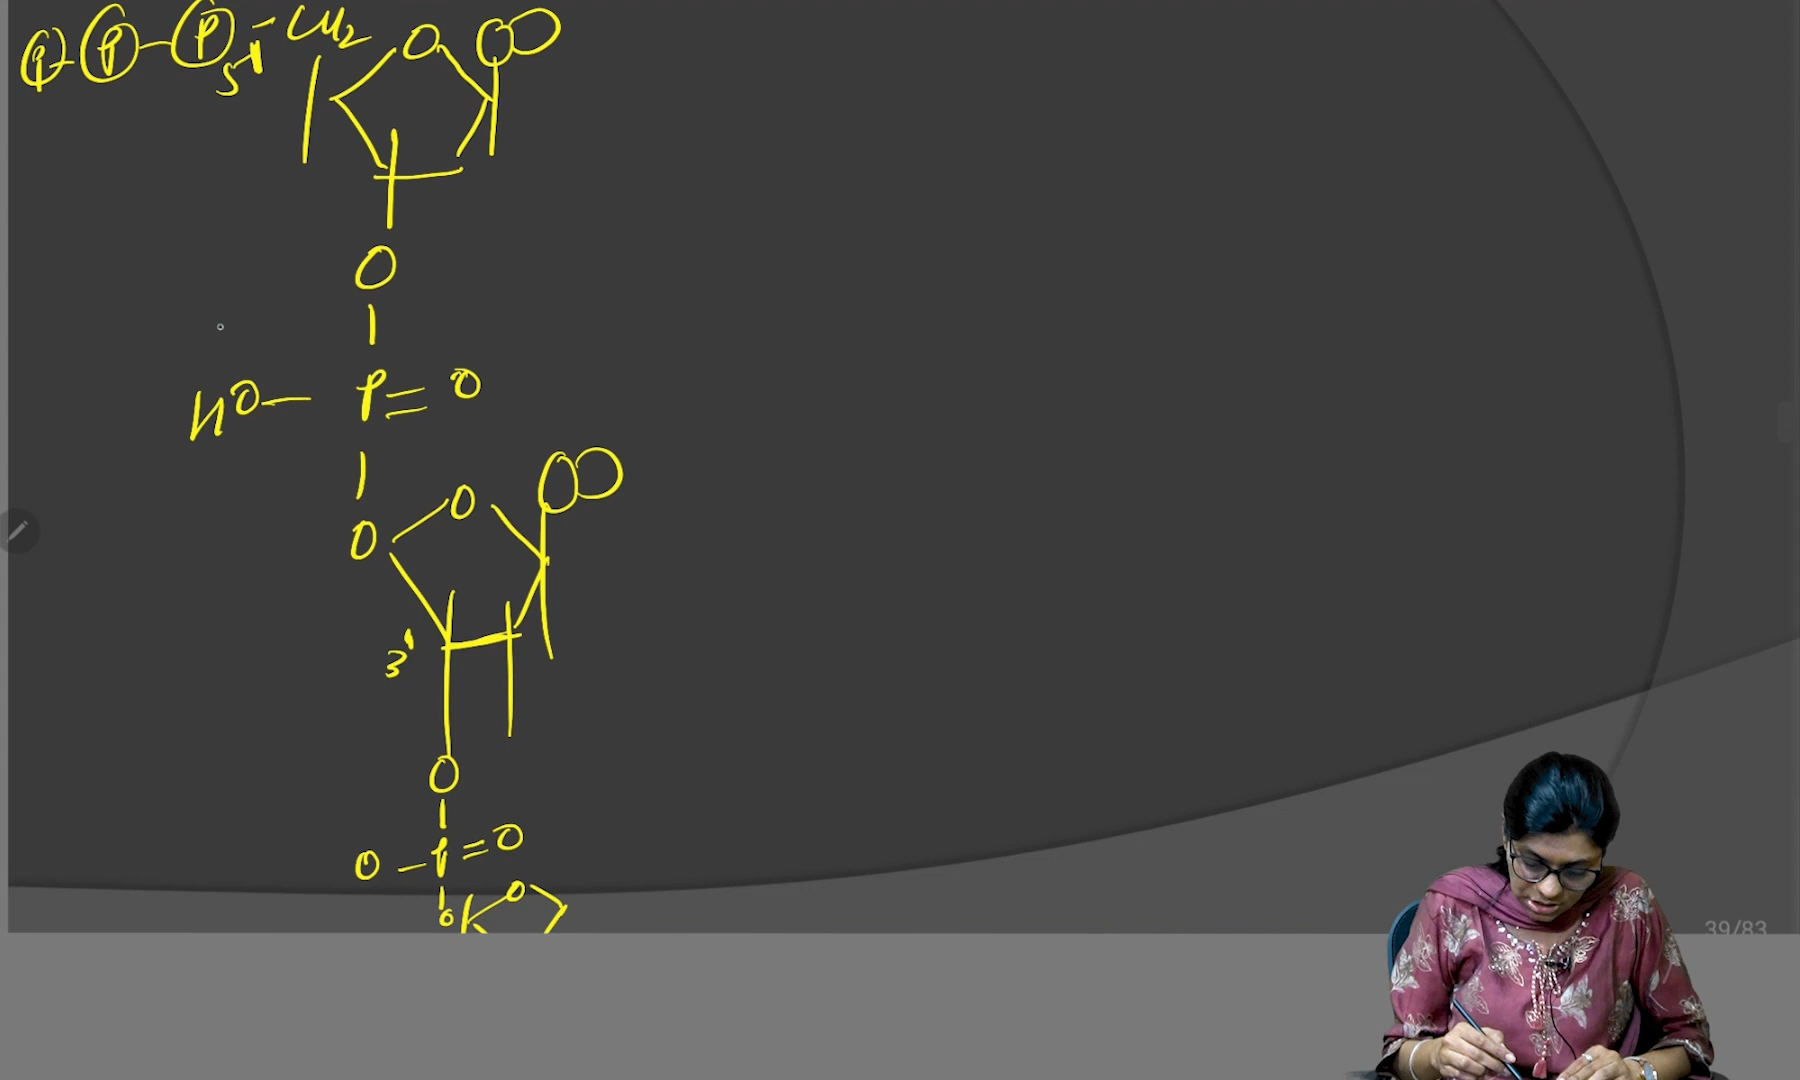 P P P 5' CH2 O
O
HO P = O
O O
3'
O
O P = O
O O
39/83